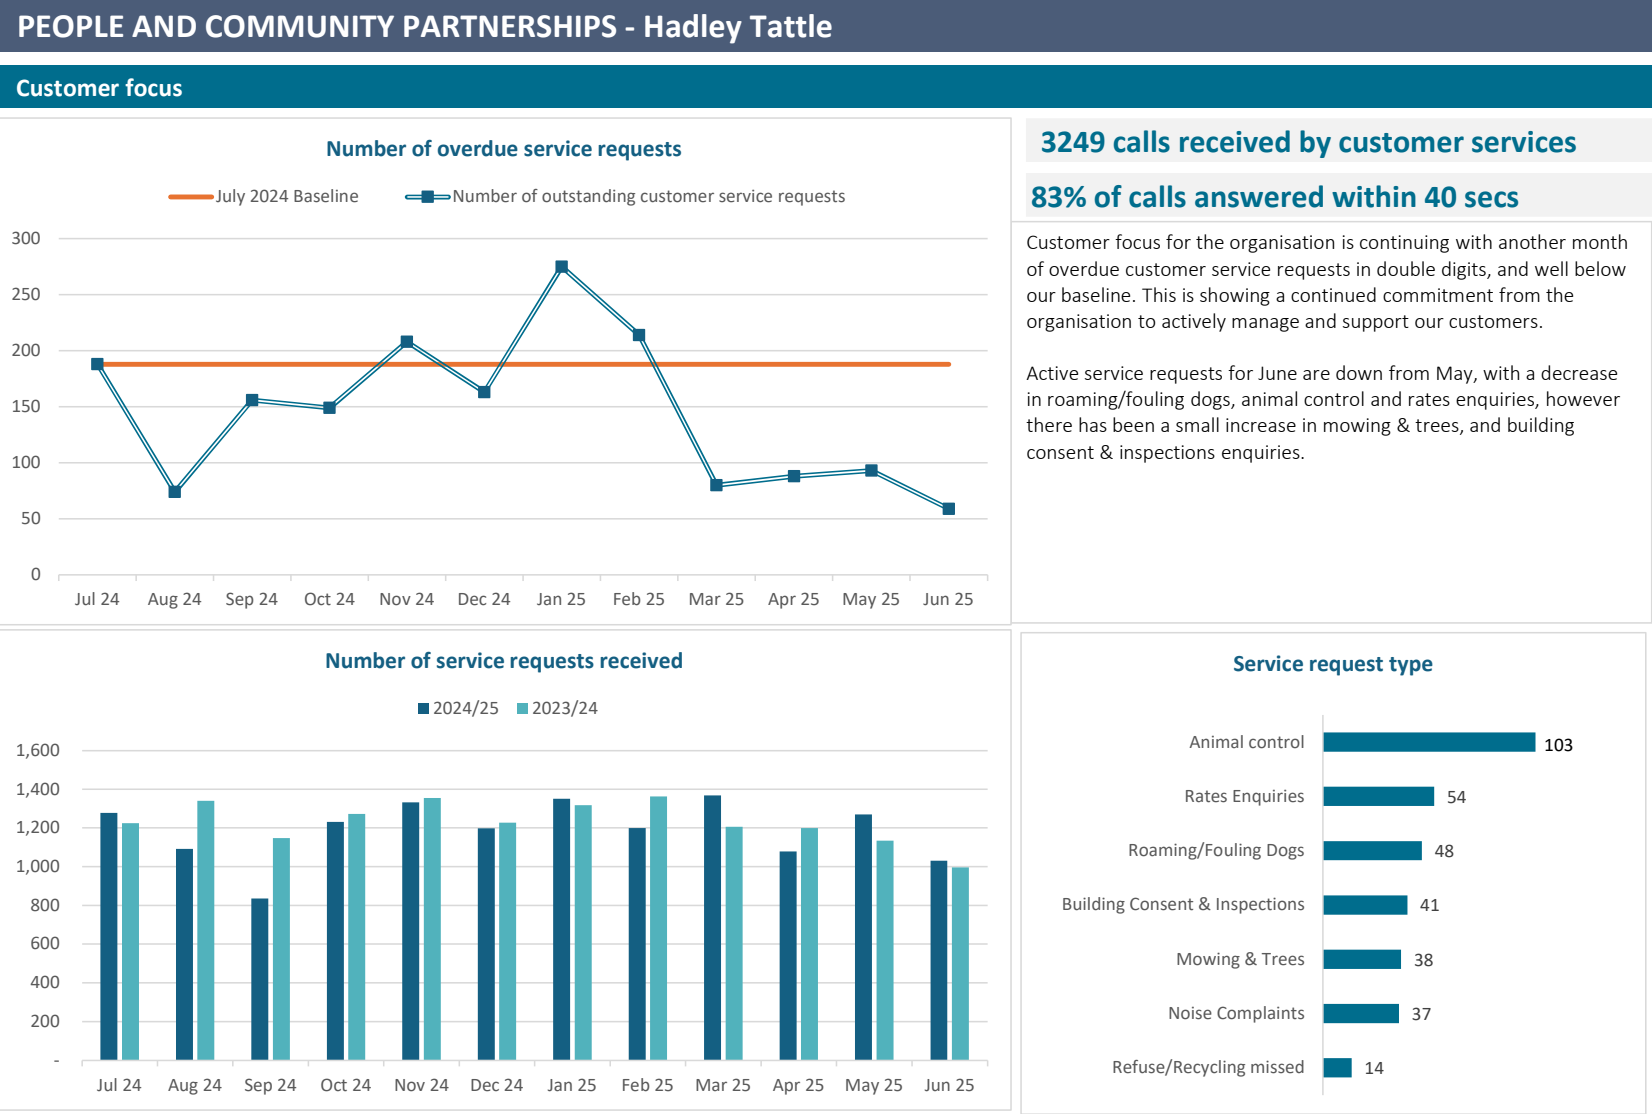 PEOPLE AND COMMUNITY PARTNERSHIPS - Hadley Tattle
Customer focus
Number of overdue service requests
July 2024 Baseline
Number of outstanding customer service requests
300
250
200
150
100
50
0
Jul 24 Aug 24 Sep 24 Oct 24 Nov 24 Dec 24 Jan 25 Feb 25 Mar 25 Apr 25 May 25 Jun 25
3249 calls received by customer services
83% of calls answered within 40 secs
Customer focus for the organisation is continuing with another month
of overdue customer service requests in double digits, and well below
our baseline. This is showing a continued commitment from the
organisation to actively manage and support our customers.
Active service requests for June are down from May, with a decrease
in roaming/fouling dogs, animal control and rates enquiries, however
there has been a small increase in mowing & trees, and building
consent & inspections enquiries.
Number of service requests received
2024/25 2023/24
1,600
1,400
1,200
1,000
800
600
400
200
-
Jul 24 Aug 24 Sep 24 Oct 24 Nov 24 Dec 24 Jan 25 Feb 25 Mar 25 Apr 25 May 25 Jun 25
Service request type
Animal control 103
Rates Enquiries 54
Roaming/Fouling Dogs 48
Building Consent & Inspections 41
Mowing & Trees 38
Noise Complaints 37
Refuse/Recycling missed 14